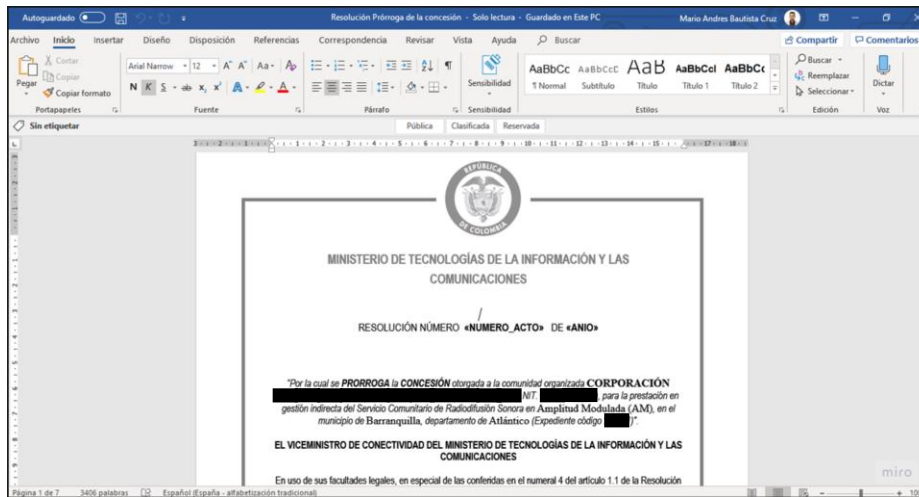 Autoguardado
Resolución Prórroga de la concesión - Solo lectura - Guardado en Este PC
Mario Andres Bautista Cruz
Archivo Inicio Insertar Diseño Disposición Referencias Correspondencia Revisar Vista Ayuda Buscar Compartir Comentarios
Pegar
Cortar
Copiar
Copiar formato
Portapapeles
Arial Narrow 12
N K S
Fuente
Párrafo
Sensibilidad
Sensibilidad
AaBbCc AaBbCcC AaB AaBbCcI AaBbCc
¶ Normal Subtítulo Título Título 1 Título 2
Estilos
Buscar
Reemplazar
Seleccionar
Edición
Dictar
Voz
Sin etiquetar Pública Clasificada Reservada
REPÚBLICA
DE COLOMBIA
MINISTERIO DE TECNOLOGÍAS DE LA INFORMACIÓN Y LAS
COMUNICACIONES
/
RESOLUCIÓN NÚMERO «NUMERO_ACTO» DE «ANIO»
"Por la cual se PRORROGA la CONCESIÓN otorgada a la comunidad organizada CORPORACIÓN
NIT. , para la prestación en
gestión indirecta del Servicio Comunitario de Radiodifusión Sonora en Amplitud Modulada (AM), en el
municipio de Barranquilla, departamento de Atlántico (Expediente código )".
EL VICEMINISTRO DE CONECTIVIDAD DEL MINISTERIO DE TECNOLOGÍAS DE LA INFORMACIÓN Y LAS
COMUNICACIONES
En uso de sus facultades legales, en especial de las conferidas en el numeral 4 del artículo 1.1 de la Resolución
miro
Página 1 de 7 3406 palabras Español (España - alfabetización tradicional)